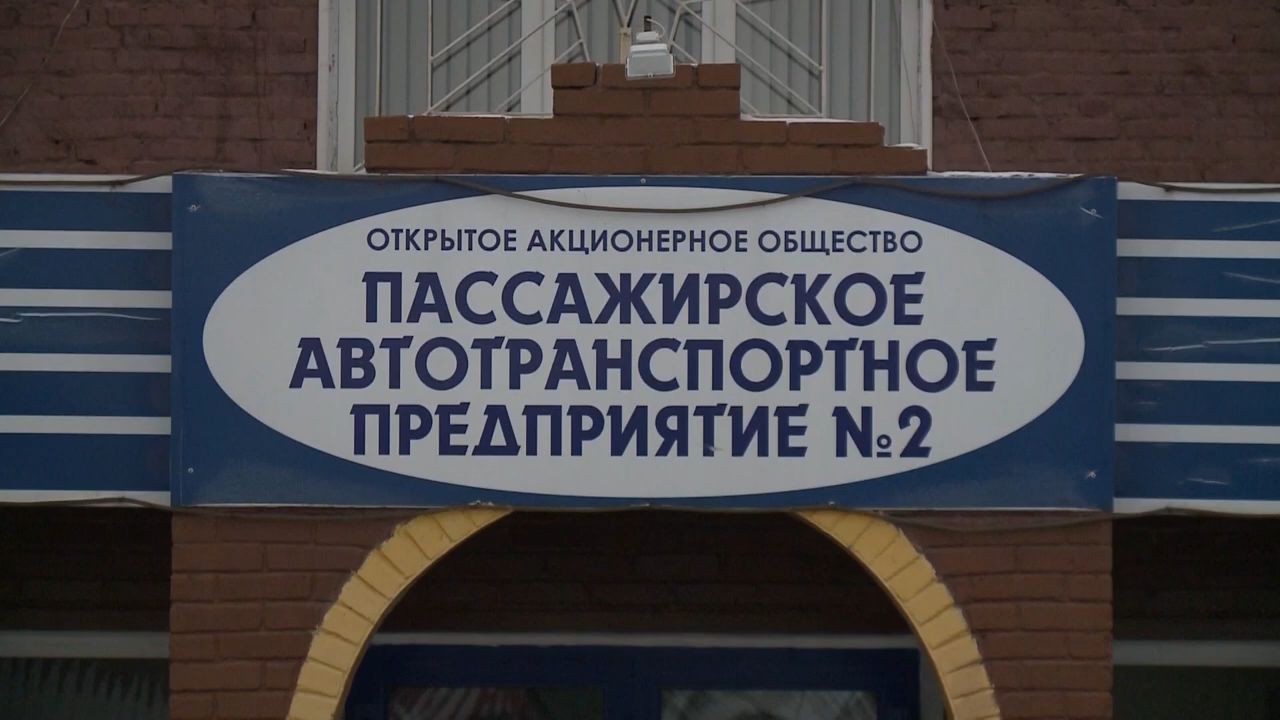 ОТКРЫТОЕ АКЦИОНЕРНОЕ ОБЩЕСТВО
ПАССАЖИРСКОЕ
АВТОТРАНСПОРТНОЕ
ПРЕДПРИЯТИЕ №2